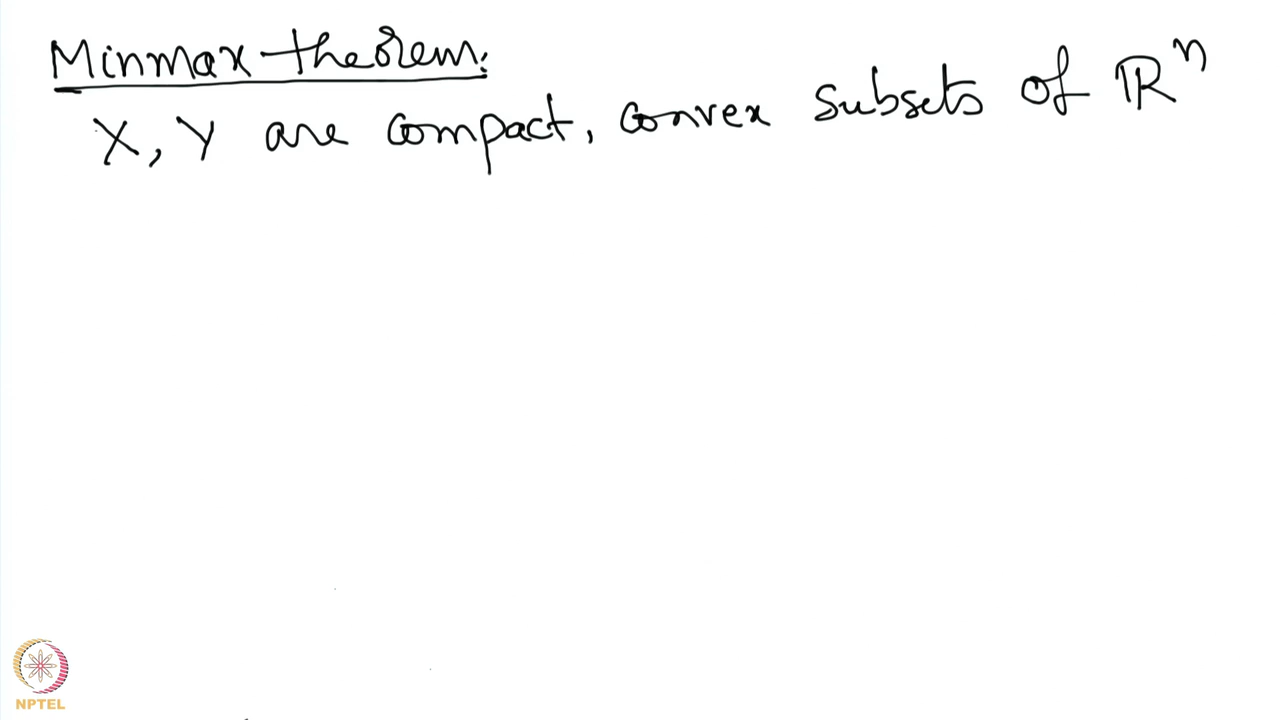 Minmax theorem:
X, Y are compact, convex subsets of ℝⁿ
NPTEL